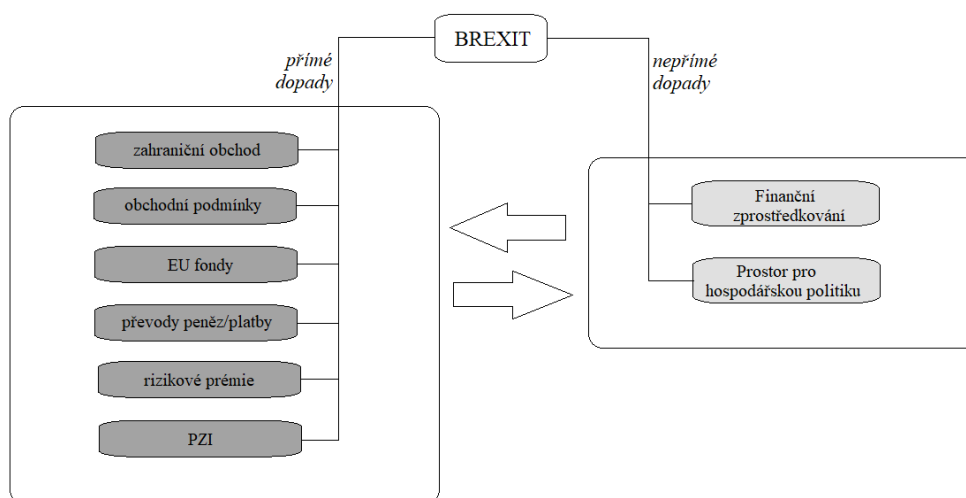 BREXIT
přímé
dopady
nepřímé
dopady
zahraniční obchod
obchodní podmínky
EU fondy
převody peněz/platby
rizikové prémie
PZI
Finanční
zprostředkování
Prostor pro
hospodářskou politiku